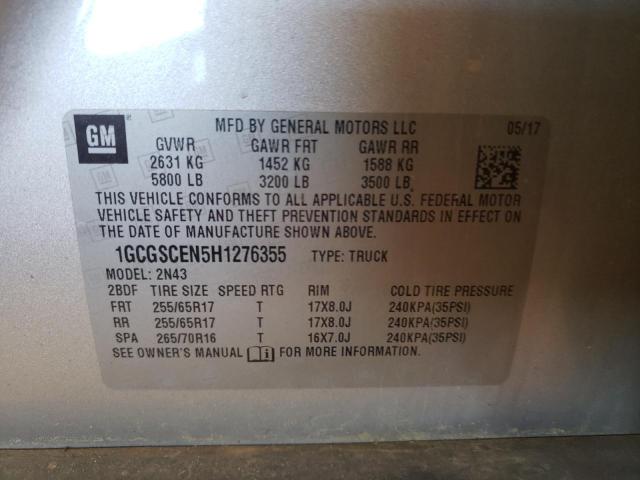 GM
MFD BY GENERAL MOTORS LLC 05/17
GVWR GAWR FRT GAWR RR
2631 KG 1452 KG 1588 KG
5800 LB 3200 LB 3500 LB
THIS VEHICLE CONFORMS TO ALL APPLICABLE U.S. FEDERAL MOTOR
VEHICLE SAFETY AND THEFT PREVENTION STANDARDS IN EFFECT ON
THE DATE OF MANUFACTURE SHOWN ABOVE.
1GCGSCEN5H1276355 TYPE: TRUCK
MODEL: 2N43
2BDF TIRE SIZE SPEED RTG RIM COLD TIRE PRESSURE
FRT 255/65R17 T 17X8.0J 240KPA(35PSI)
RR 255/65R17 T 17X8.0J 240KPA(35PSI)
SPA 265/70R16 T 16X7.0J 240KPA(35PSI)
SEE OWNER'S MANUAL FOR MORE INFORMATION.